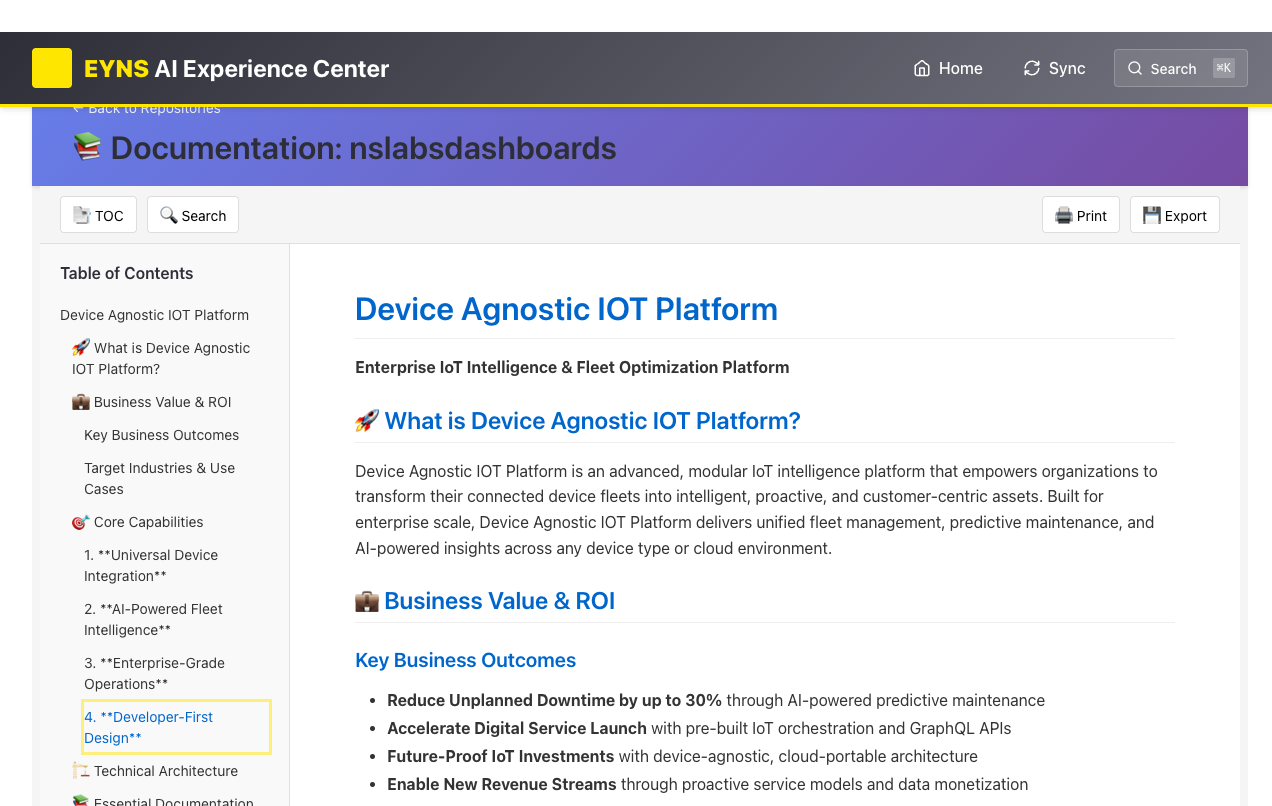 EYNS AI Experience Center
Home
Sync
Search
⌘K
← Back to Repositories
📚 Documentation: nslabsdashboards
📑 TOC
🔍 Search
🖨️ Print
💾 Export
Table of Contents
Device Agnostic IOT Platform
🚀 What is Device Agnostic
IOT Platform?
💼 Business Value & ROI
Key Business Outcomes
Target Industries & Use
Cases
🎯 Core Capabilities
1. **Universal Device
Integration**
2. **AI-Powered Fleet
Intelligence**
3. **Enterprise-Grade
Operations**
4. **Developer-First
Design**
🏗️ Technical Architecture
📚 Essential Documentation
Device Agnostic IOT Platform
Enterprise IoT Intelligence & Fleet Optimization Platform
🚀 What is Device Agnostic IOT Platform?
Device Agnostic IOT Platform is an advanced, modular IoT intelligence platform that empowers organizations to
transform their connected device fleets into intelligent, proactive, and customer-centric assets. Built for
enterprise scale, Device Agnostic IOT Platform delivers unified fleet management, predictive maintenance, and
AI-powered insights across any device type or cloud environment.
💼 Business Value & ROI
Key Business Outcomes
• Reduce Unplanned Downtime by up to 30% through AI-powered predictive maintenance
• Accelerate Digital Service Launch with pre-built IoT orchestration and GraphQL APIs
• Future-Proof IoT Investments with device-agnostic, cloud-portable architecture
• Enable New Revenue Streams through proactive service models and data monetization